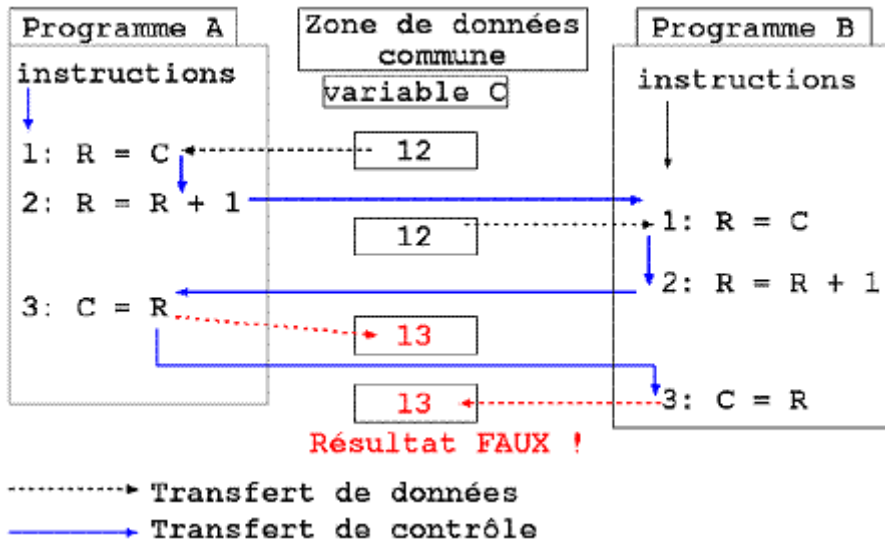 Programme A
instructions
1: R = C
2: R = R + 1
3: C = R
Zone de données
commune
variable C
12
12
13
13
Résultat FAUX !
Programme B
instructions
1: R = C
2: R = R + 1
3: C = R
Transfert de données
Transfert de contrôle